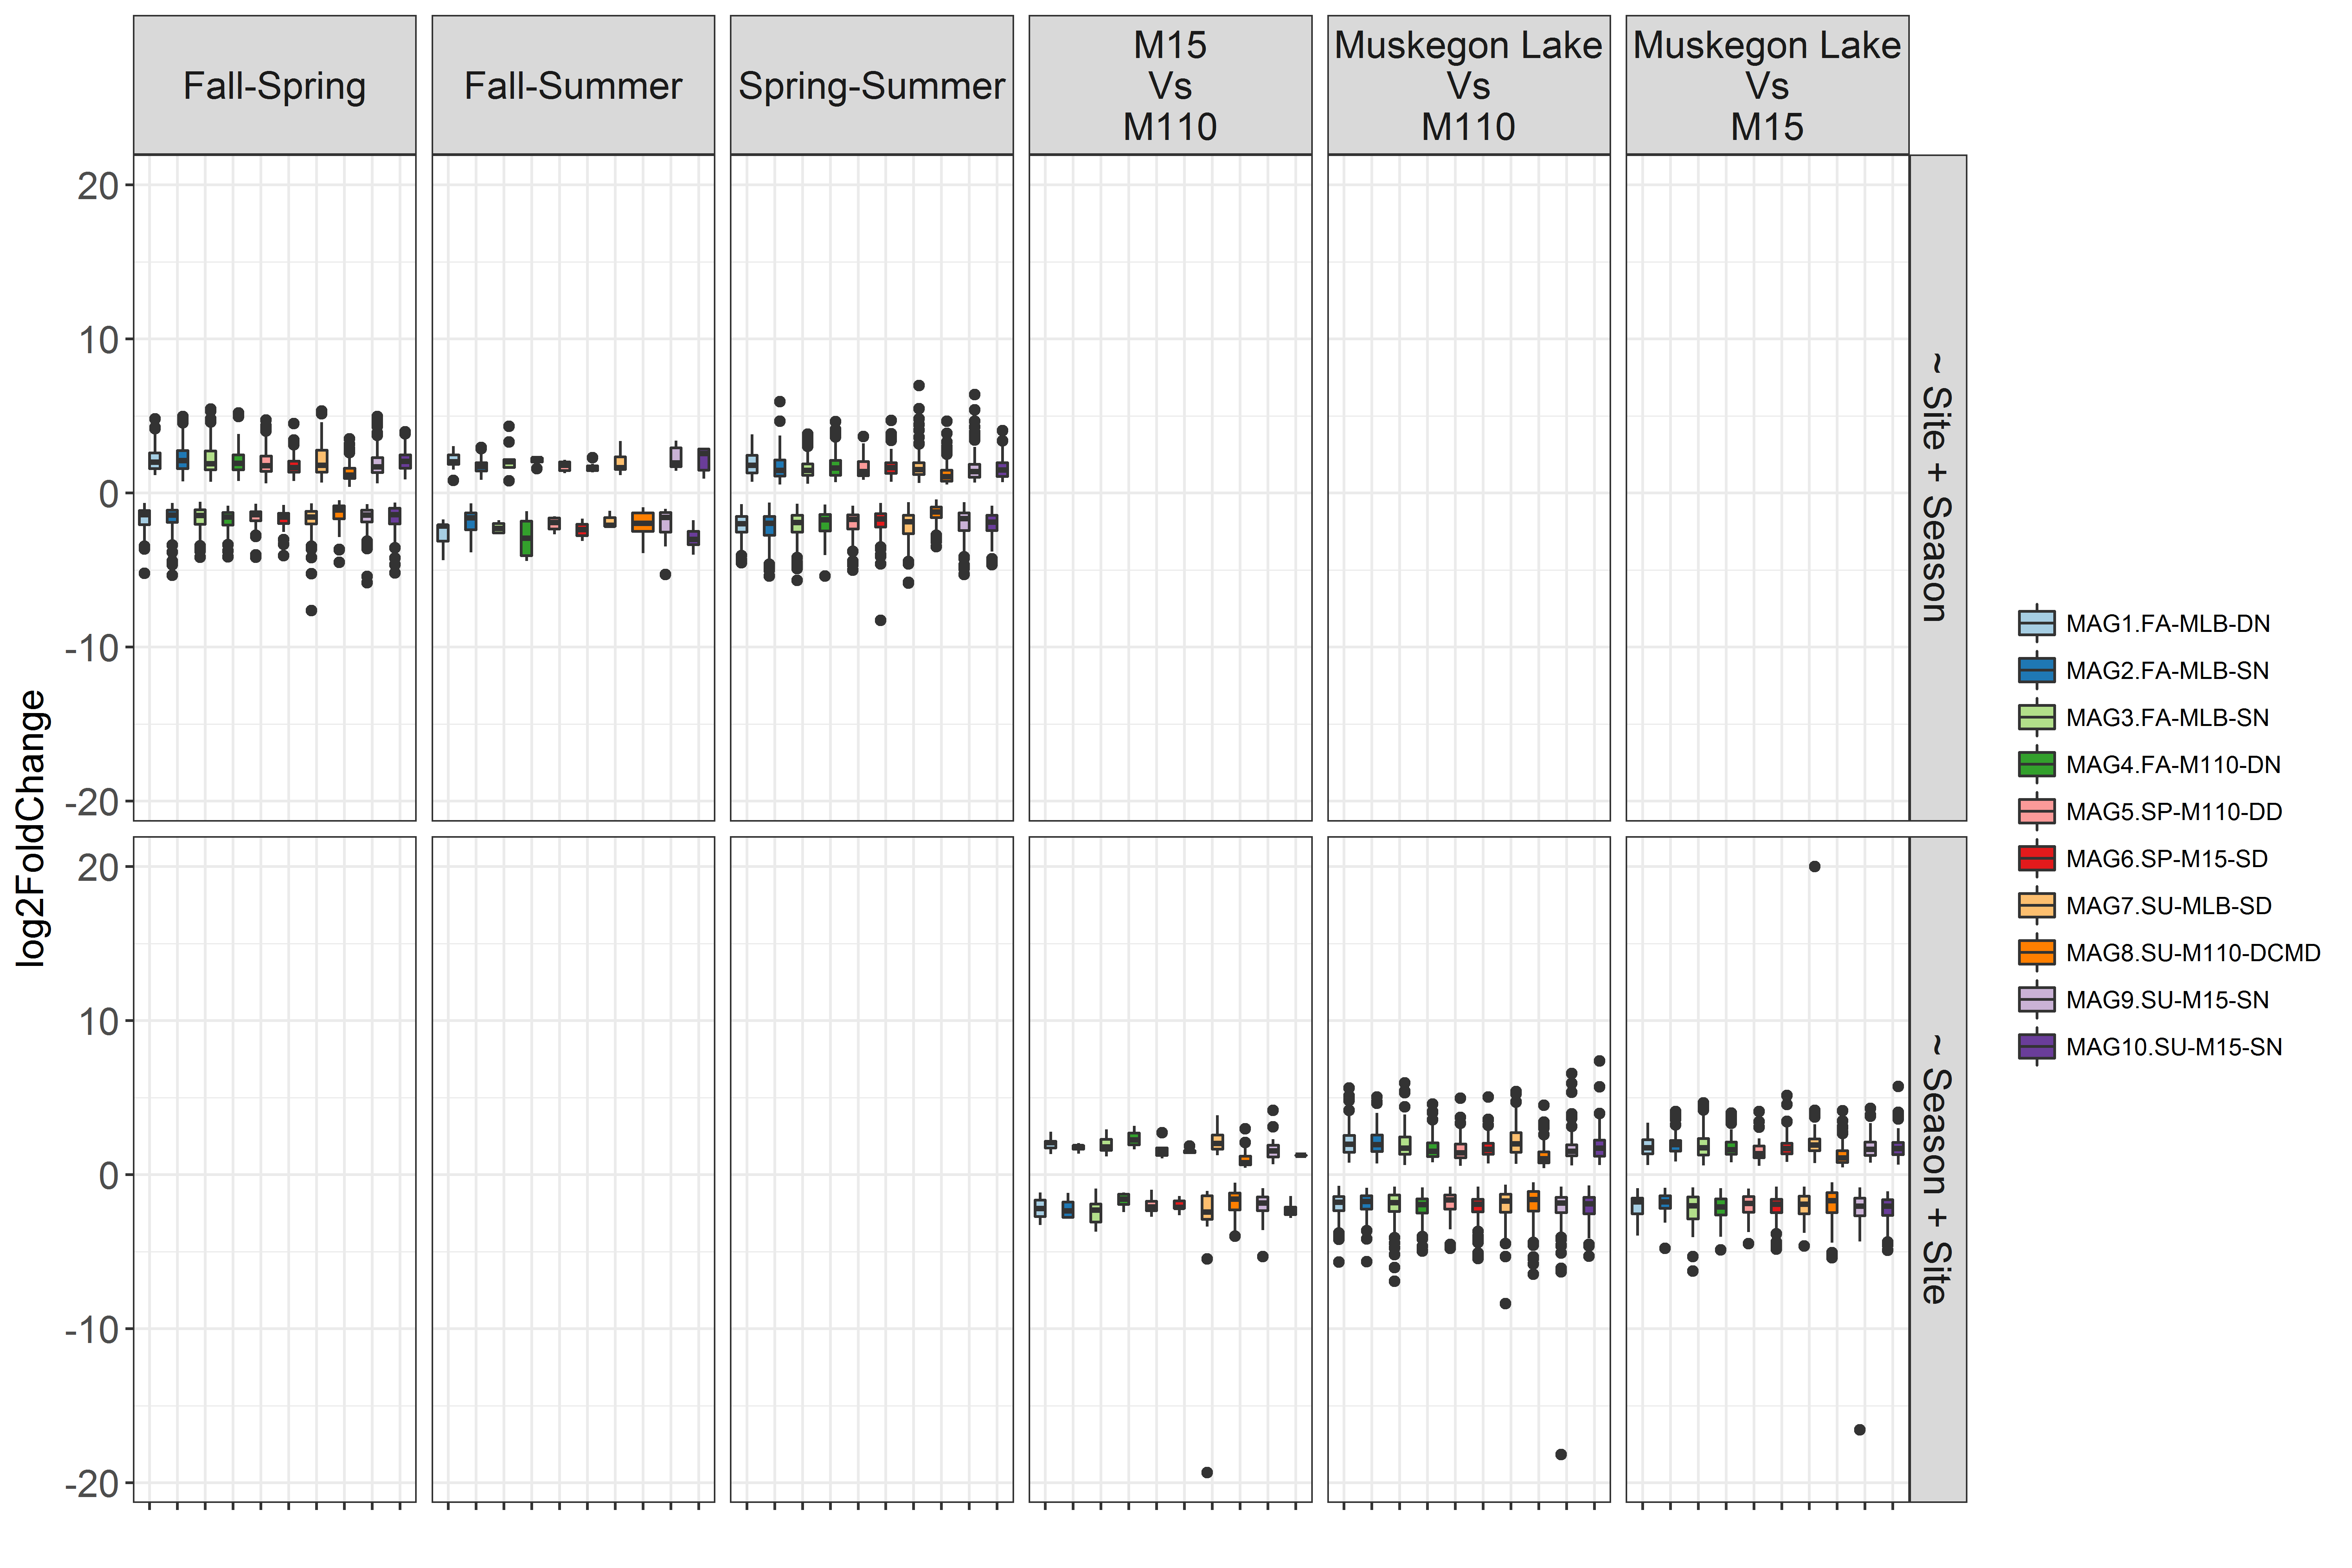 Fall-Spring
Fall-Summer
Spring-Summer
M15
Vs
M110
Muskegon Lake
Vs
M110
Muskegon Lake
Vs
M15
20
10
0
-10
-20
~ Site + Season
20
10
0
-10
-20
~ Season + Site
log2FoldChange
MAG1.FA-MLB-DN
MAG2.FA-MLB-SN
MAG3.FA-MLB-SN
MAG4.FA-M110-DN
MAG5.SP-M110-DD
MAG6.SP-M15-SD
MAG7.SU-MLB-SD
MAG8.SU-M110-DCMD
MAG9.SU-M15-SN
MAG10.SU-M15-SN